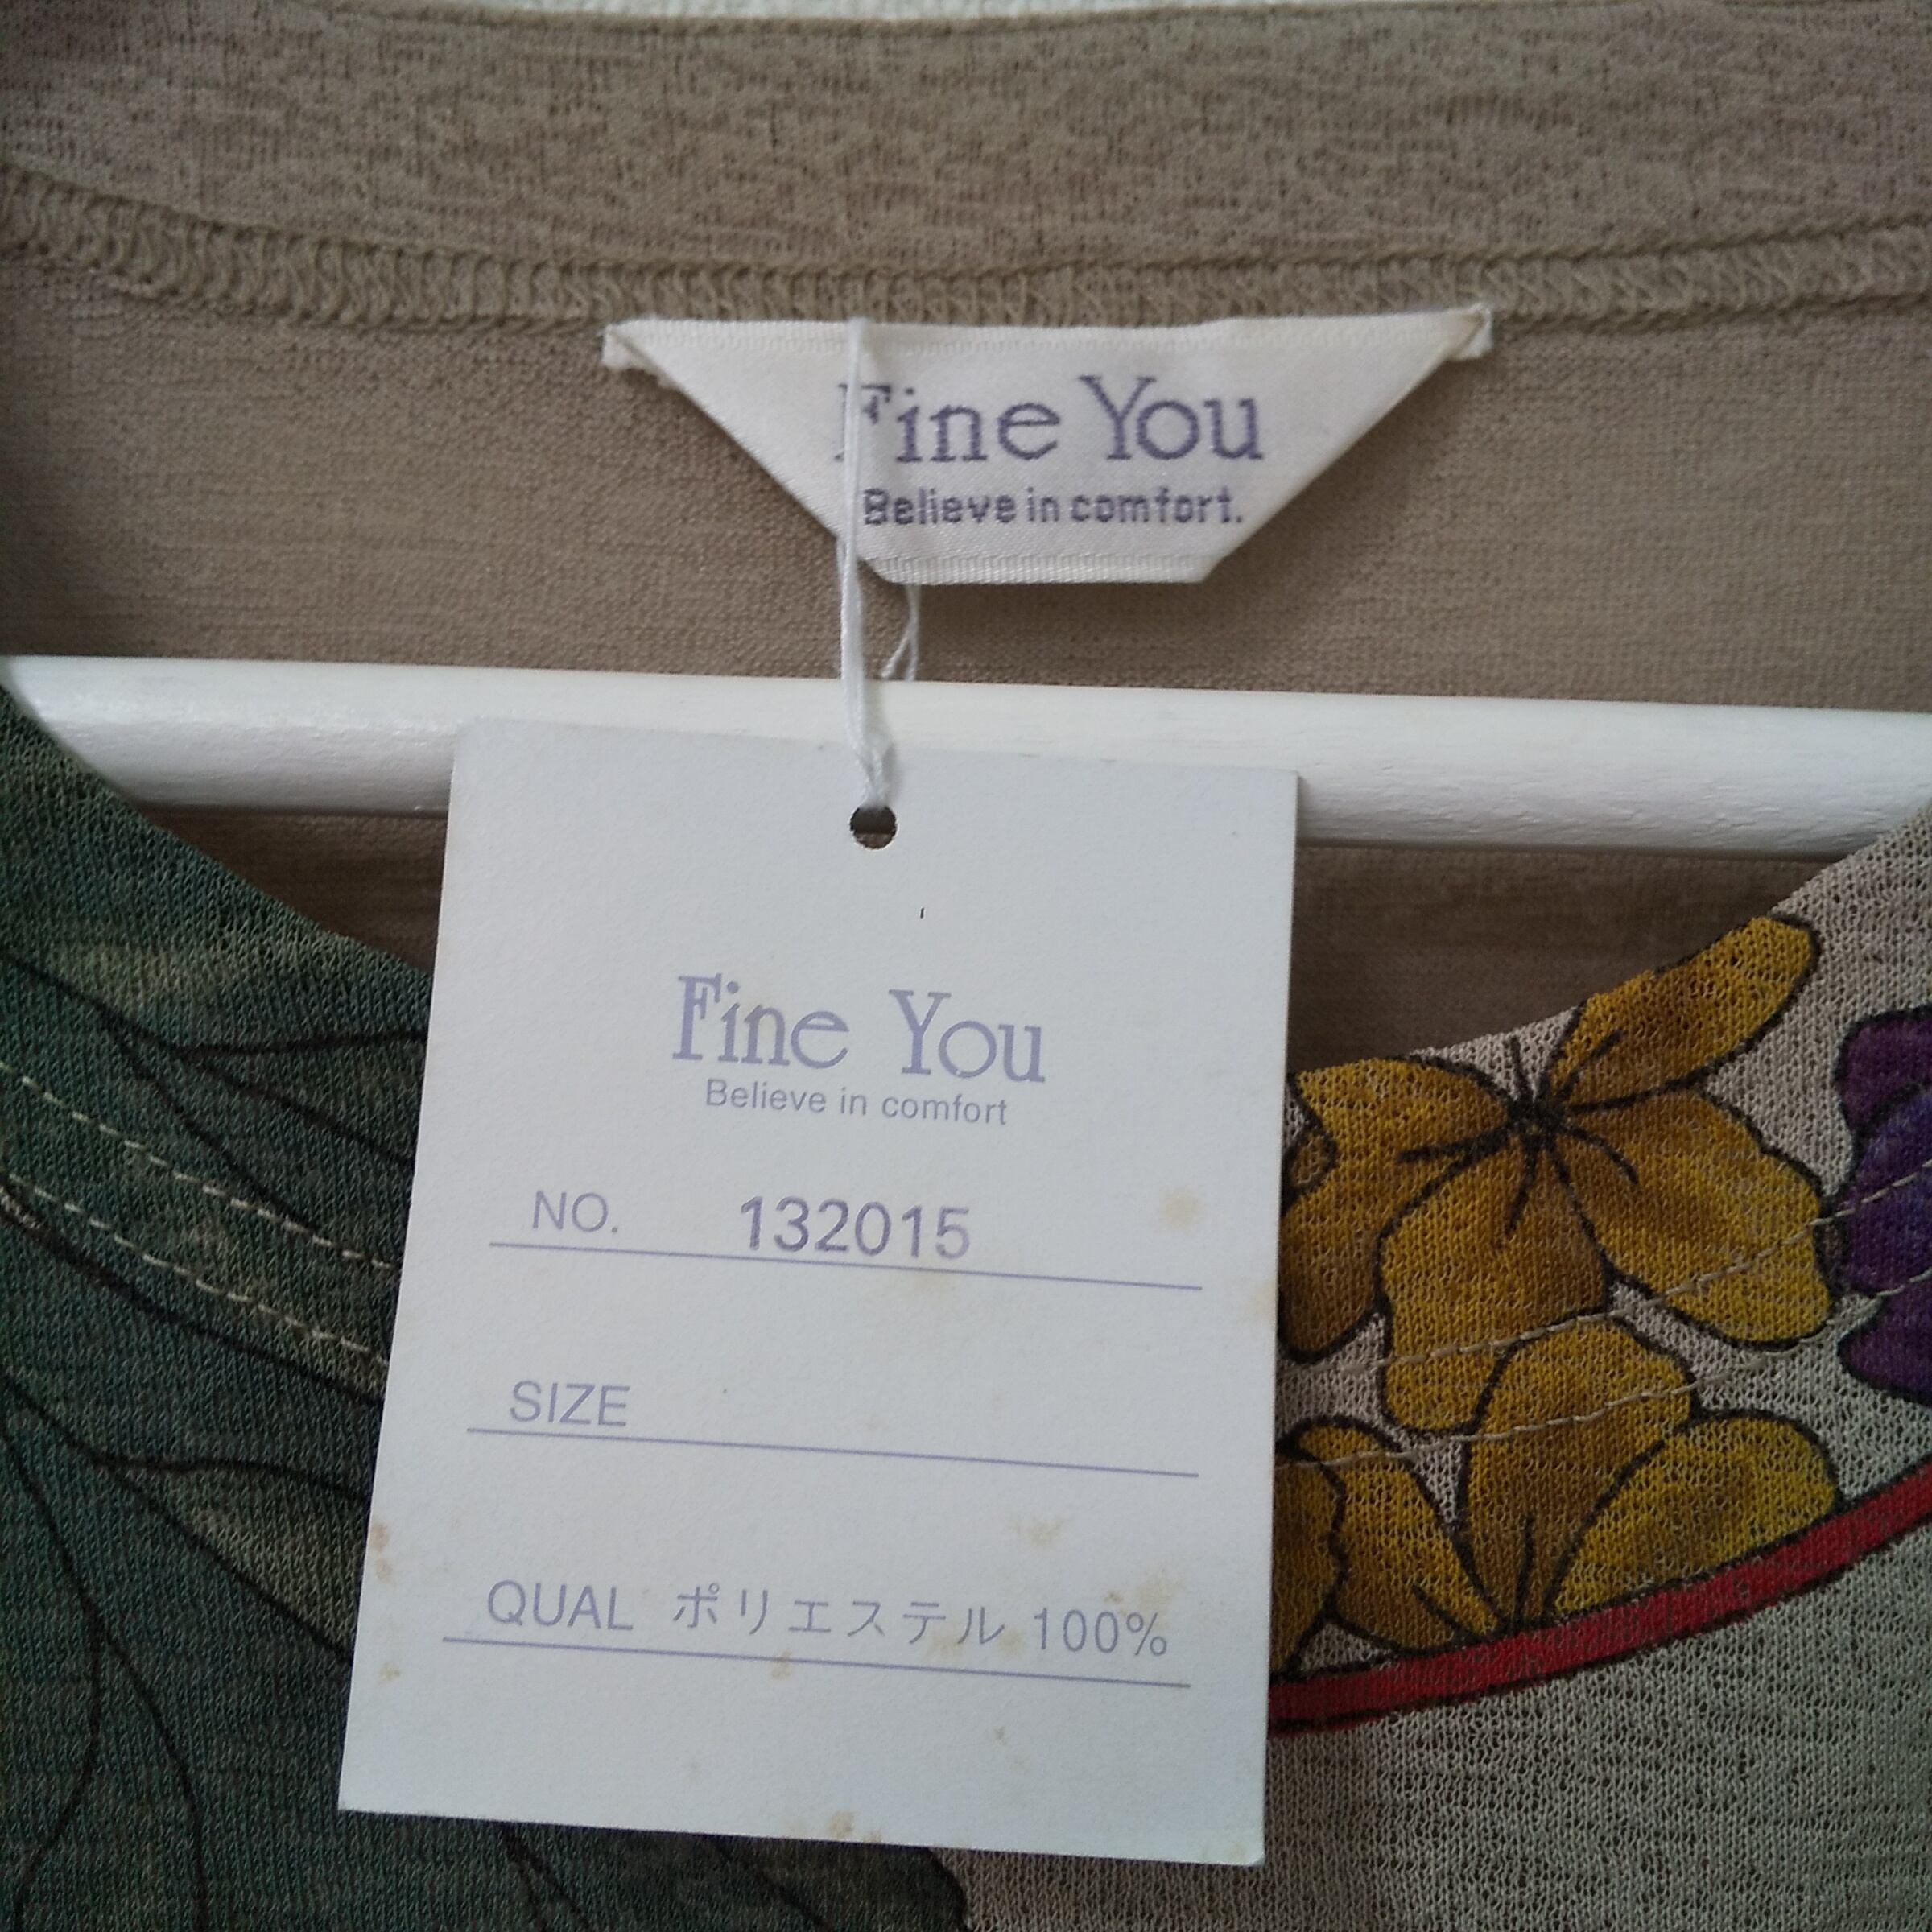 Fine You
Believe in comfort.
Fine You
Believe in comfort
NO. 132015
SIZE
QUAL ポリエステル 100%